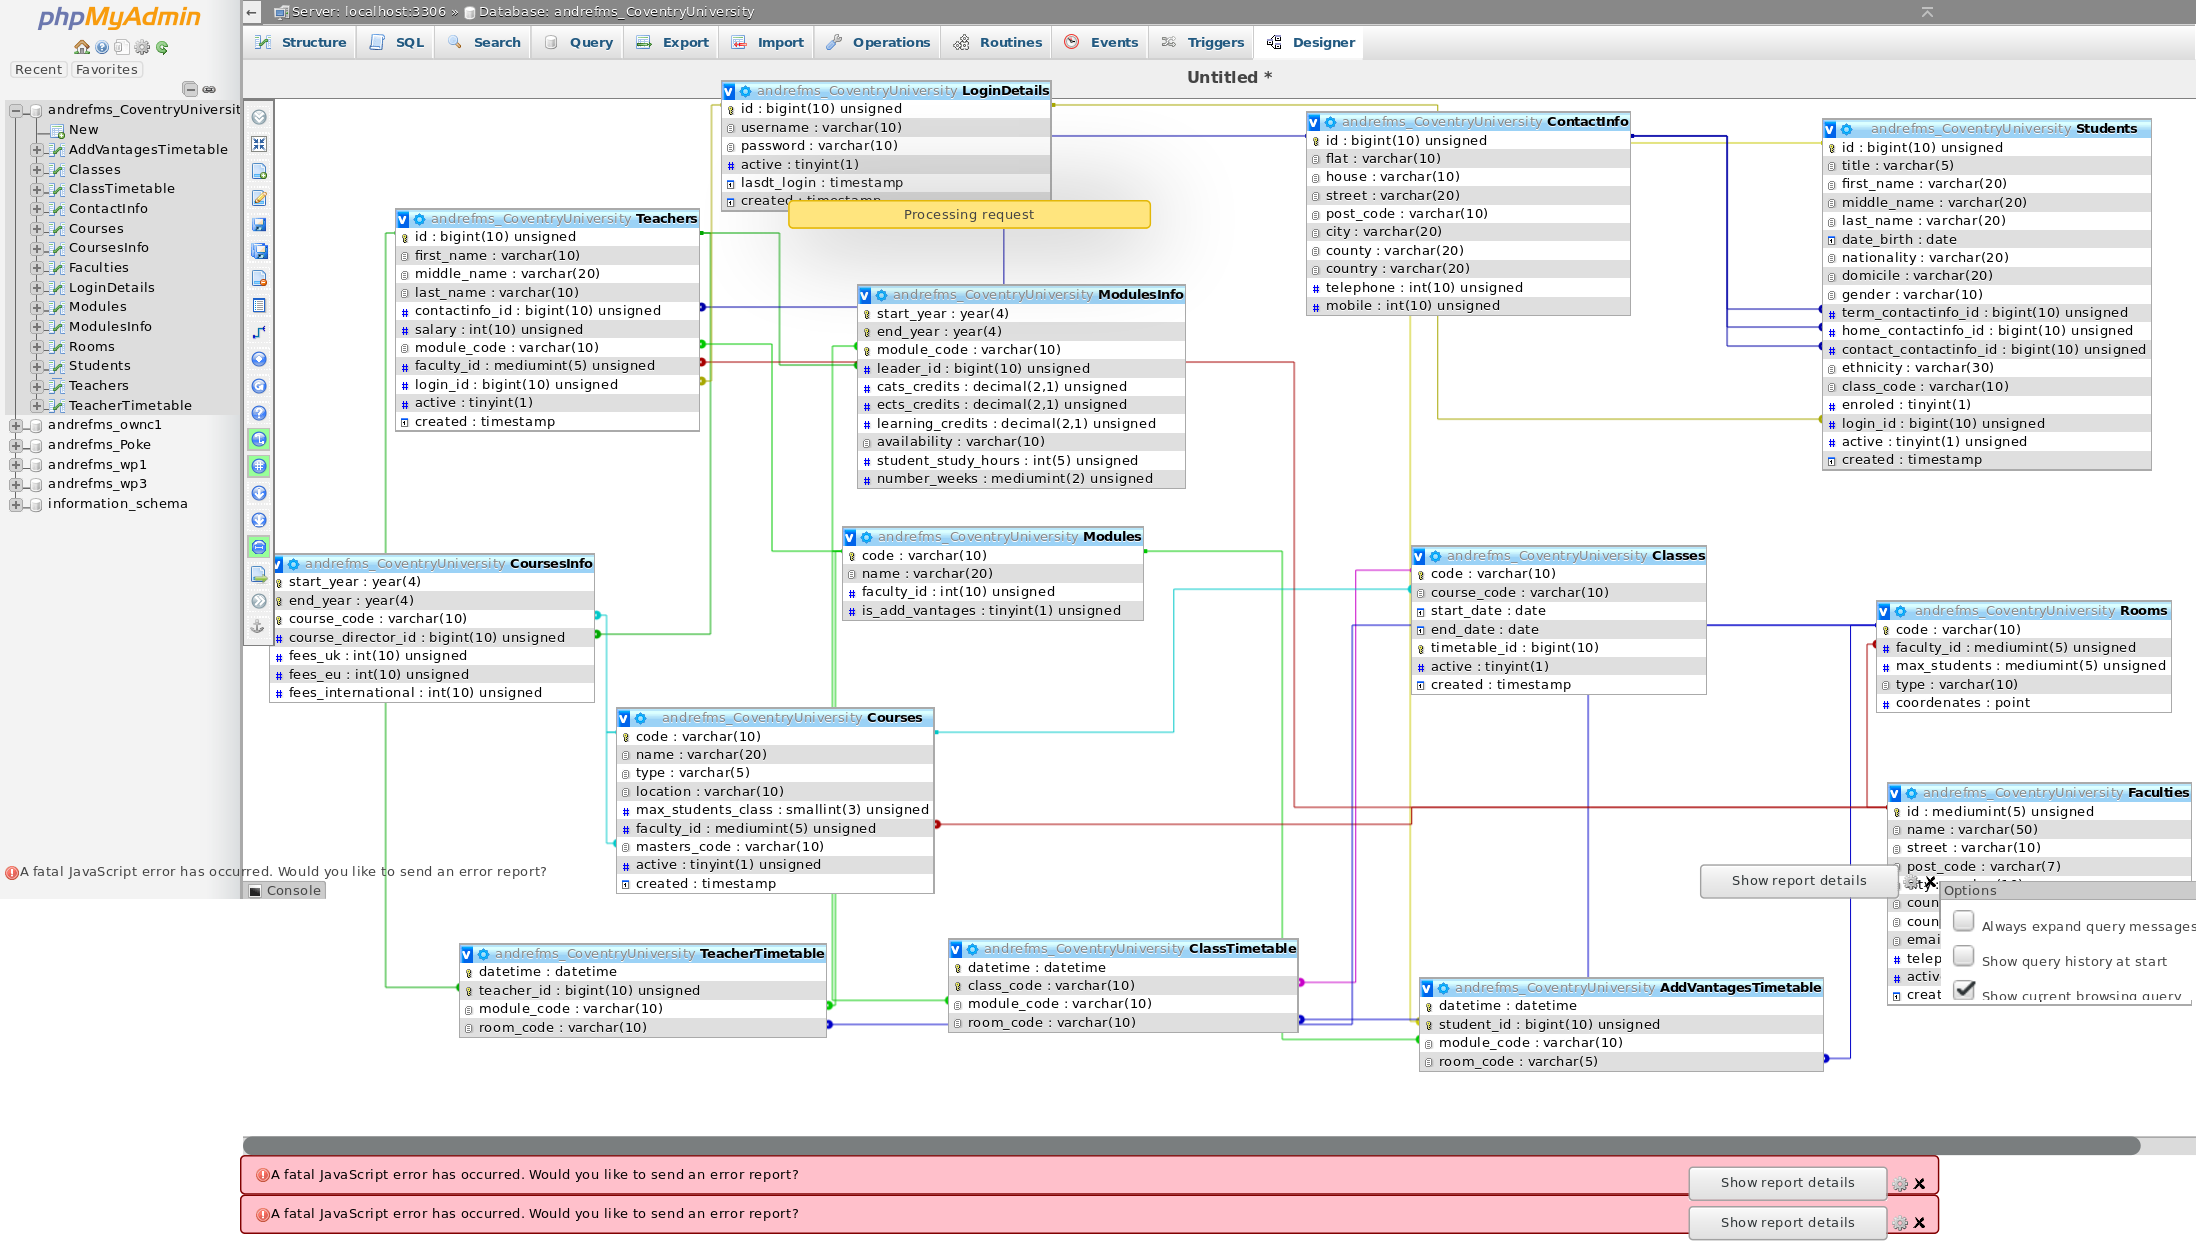 phpMyAdmin
Recent Favorites
andrefms_CoventryUniversit
New
AddVantagesTimetable
Classes
ClassTimetable
ContactInfo
Courses
CoursesInfo
Faculties
LoginDetails
Modules
ModulesInfo
Rooms
Students
Teachers
TeacherTimetable
andrefms_ownc1
andrefms_Poke
andrefms_wp1
andrefms_wp3
information_schema
Server: localhost:3306 » Database: andrefms_CoventryUniversity
Structure SQL Search Query Export Import Operations Routines Events Triggers Designer
Untitled *
andrefms_CoventryUniversity LoginDetails
id : bigint(10) unsigned
username : varchar(10)
password : varchar(10)
active : tinyint(1)
lasdt_login : timestamp
created : timestamp
Processing request
andrefms_CoventryUniversity ContactInfo
id : bigint(10) unsigned
flat : varchar(10)
house : varchar(10)
street : varchar(20)
post_code : varchar(10)
city : varchar(20)
county : varchar(20)
country : varchar(20)
telephone : int(10) unsigned
mobile : int(10) unsigned
andrefms_CoventryUniversity Students
id : bigint(10) unsigned
title : varchar(5)
first_name : varchar(20)
middle_name : varchar(20)
last_name : varchar(20)
date_birth : date
nationality : varchar(20)
domicile : varchar(20)
gender : varchar(10)
term_contactinfo_id : bigint(10) unsigned
home_contactinfo_id : bigint(10) unsigned
contact_contactinfo_id : bigint(10) unsigned
ethnicity : varchar(30)
class_code : varchar(10)
enroled : tinyint(1)
login_id : bigint(10) unsigned
active : tinyint(1) unsigned
created : timestamp
andrefms_CoventryUniversity Teachers
id : bigint(10) unsigned
first_name : varchar(10)
middle_name : varchar(20)
last_name : varchar(10)
contactinfo_id : bigint(10) unsigned
salary : int(10) unsigned
module_code : varchar(10)
faculty_id : mediumint(5) unsigned
login_id : bigint(10) unsigned
active : tinyint(1)
created : timestamp
andrefms_CoventryUniversity ModulesInfo
start_year : year(4)
end_year : year(4)
module_code : varchar(10)
leader_id : bigint(10) unsigned
cats_credits : decimal(2,1) unsigned
ects_credits : decimal(2,1) unsigned
learning_credits : decimal(2,1) unsigned
availability : varchar(10)
student_study_hours : int(5) unsigned
number_weeks : mediumint(2) unsigned
andrefms_CoventryUniversity Modules
code : varchar(10)
name : varchar(20)
faculty_id : int(10) unsigned
is_add_vantages : tinyint(1) unsigned
andrefms_CoventryUniversity Classes
code : varchar(10)
course_code : varchar(10)
start_date : date
end_date : date
timetable_id : bigint(10)
active : tinyint(1)
created : timestamp
andrefms_CoventryUniversity CoursesInfo
start_year : year(4)
end_year : year(4)
course_code : varchar(10)
course_director_id : bigint(10) unsigned
fees_uk : int(10) unsigned
fees_eu : int(10) unsigned
fees_international : int(10) unsigned
andrefms_CoventryUniversity Rooms
code : varchar(10)
faculty_id : mediumint(5) unsigned
max_students : mediumint(5) unsigned
type : varchar(10)
coordinates : point
andrefms_CoventryUniversity Courses
code : varchar(10)
name : varchar(20)
type : varchar(5)
location : varchar(10)
max_students_class : smallint(3) unsigned
faculty_id : mediumint(5) unsigned
masters_code : varchar(10)
active : tinyint(1) unsigned
created : timestamp
andrefms_CoventryUniversity Faculties
id : mediumint(5) unsigned
name : varchar(50)
street : varchar(10)
post_code : varchar(7)
coun
coun
emai
telep
activ
creat
A fatal JavaScript error has occurred. Would you like to send an error report?
Show report details
Console
Options
Always expand query messages
Show query history at start
Show current browsing query
andrefms_CoventryUniversity TeacherTimetable
datetime : datetime
teacher_id : bigint(10) unsigned
module_code : varchar(10)
room_code : varchar(10)
andrefms_CoventryUniversity ClassTimetable
datetime : datetime
class_code : varchar(10)
module_code : varchar(10)
room_code : varchar(10)
andrefms_CoventryUniversity AddVantagesTimetable
datetime : datetime
student_id : bigint(10) unsigned
module_code : varchar(10)
room_code : varchar(5)
A fatal JavaScript error has occurred. Would you like to send an error report?
Show report details
A fatal JavaScript error has occurred. Would you like to send an error report?
Show report details